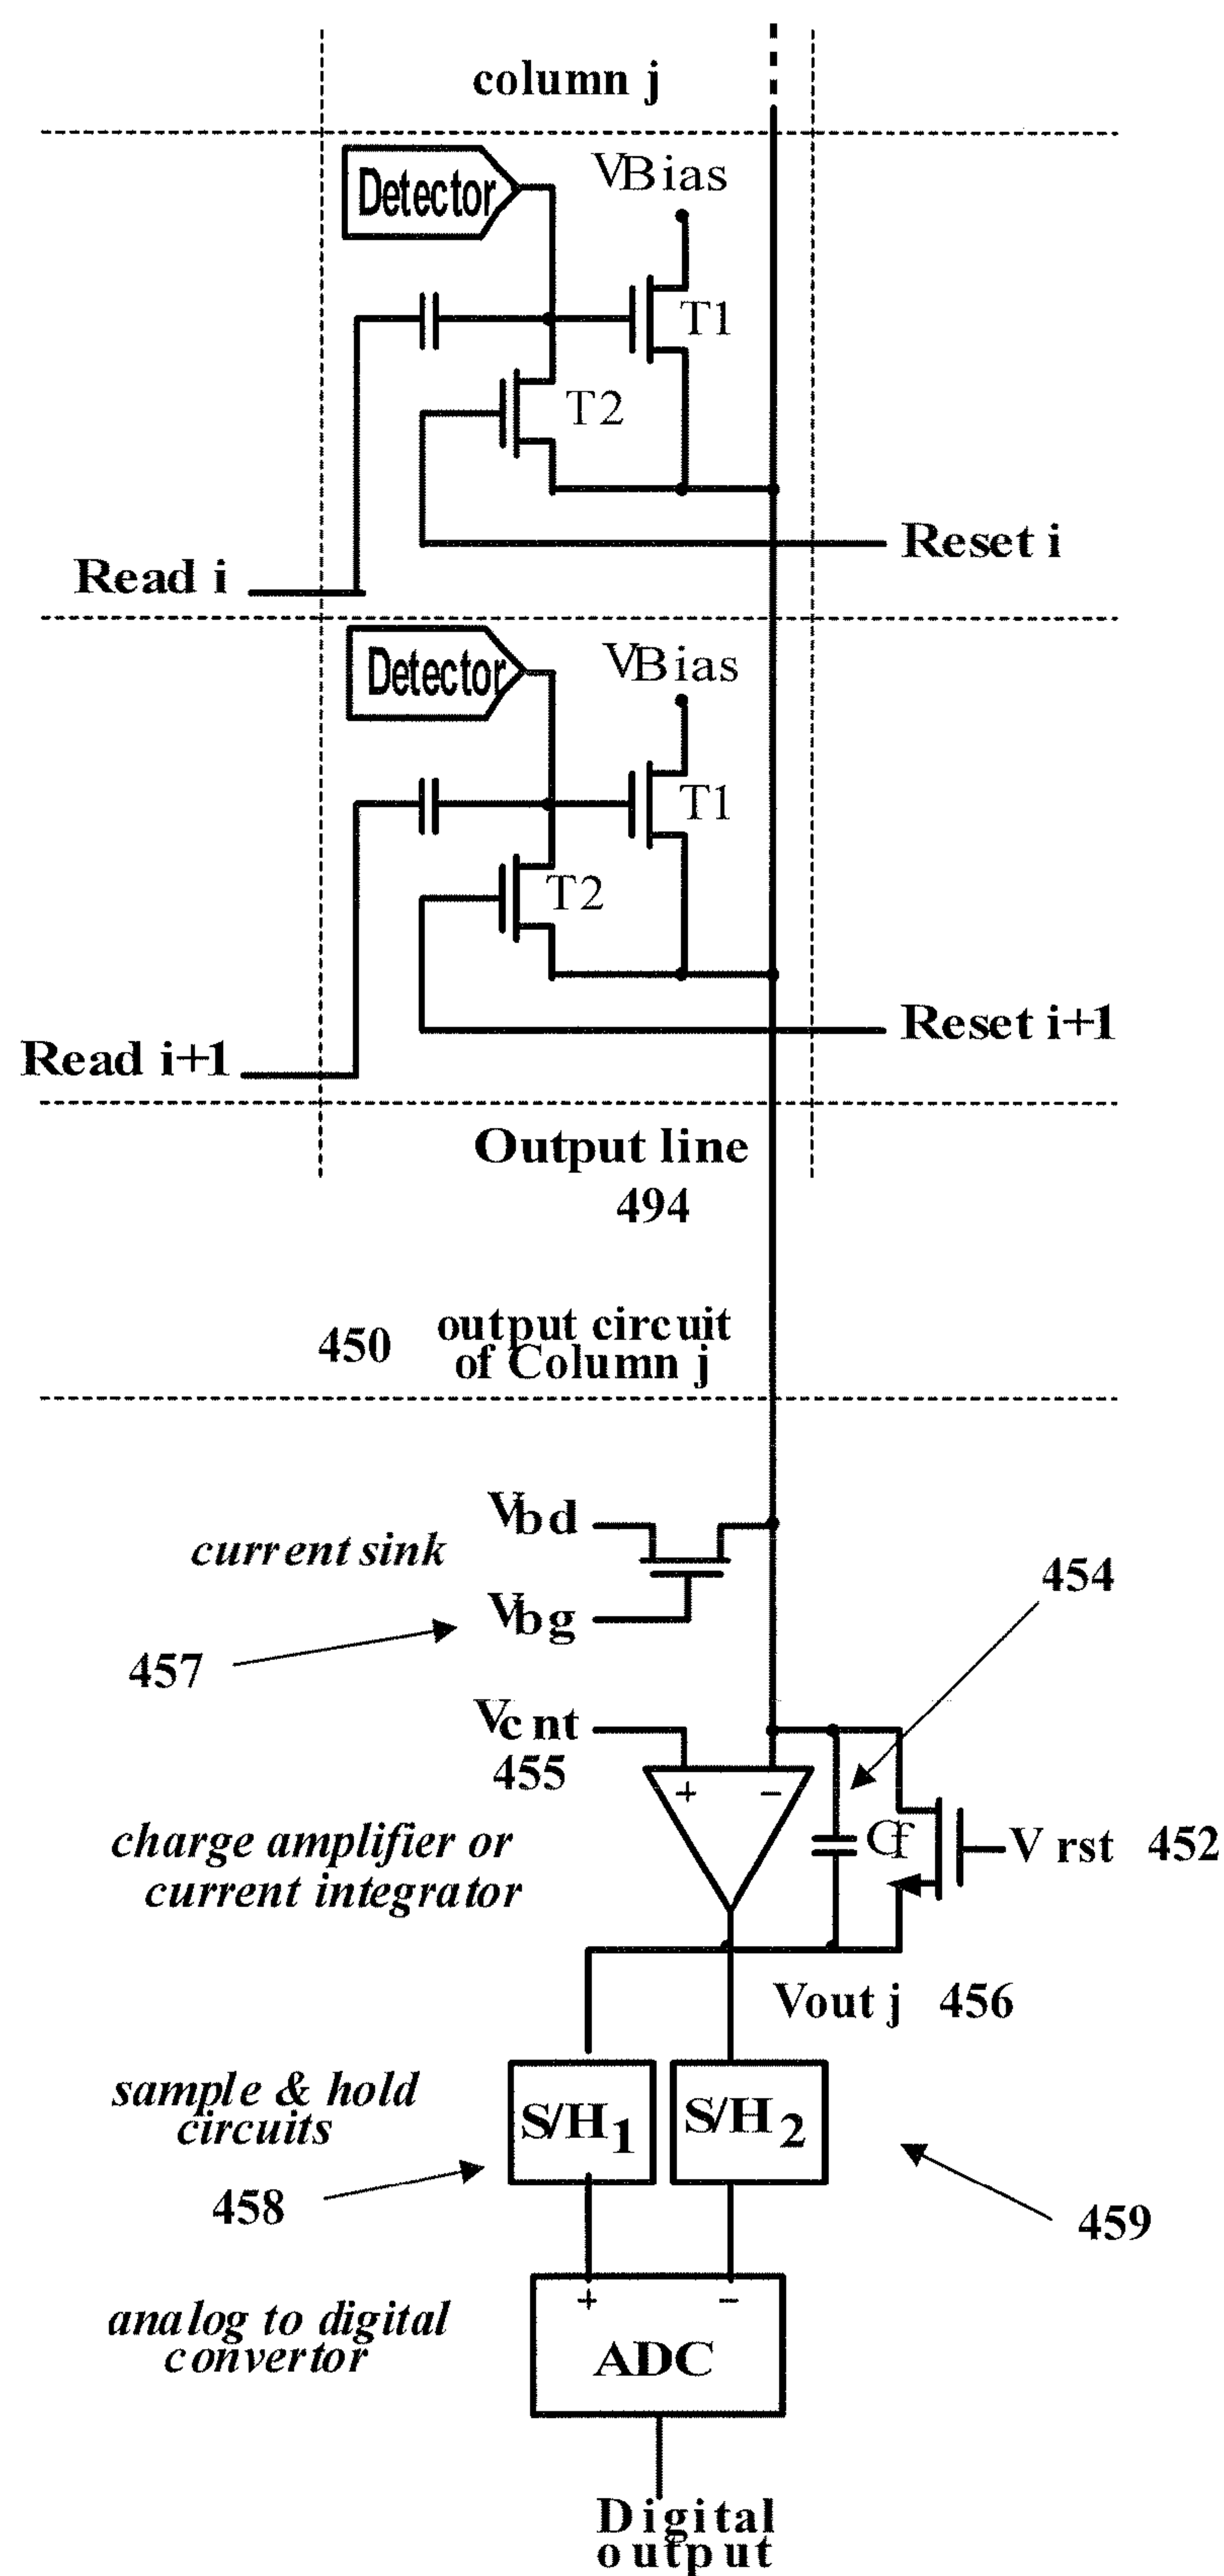 column j
Detector
VBias
T1
T2
Reset i
Read i
Detector
VBias
T1
T2
Reset i+1
Read i+1
Output line
494
450 output circuit
of Column j
Vbd
current sink
454
Vbg
457
Vcnt
455
+ −
charge amplifier or
current integrator
Cf
V rst 452
Vout j 456
sample & hold
circuits
S/H1 S/H2
458
459
+ −
analog to digital
convertor
ADC
Digital
output